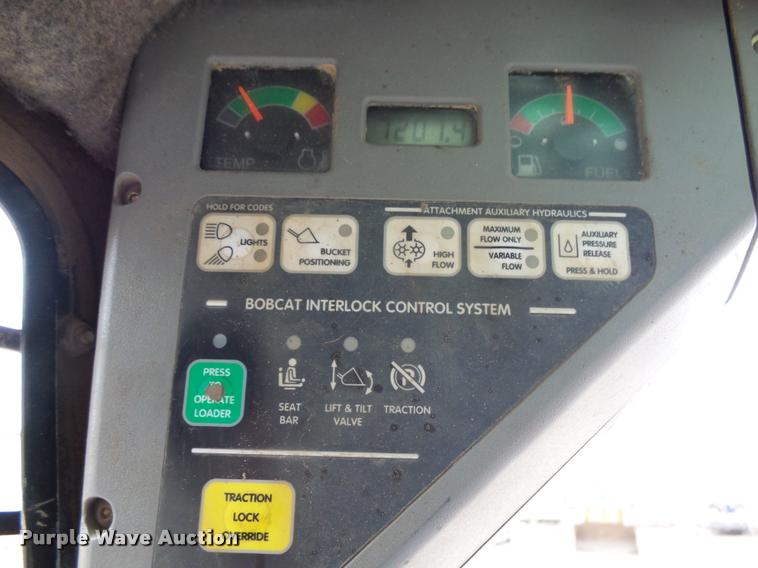 TEMP
1201.4
FUEL
HOLD FOR CODES
ATTACHMENT AUXILIARY HYDRAULICS
LIGHTS
BUCKET
POSITIONING
HIGH
FLOW
MAXIMUM
FLOW ONLY
VARIABLE
FLOW
AUXILIARY
PRESSURE
RELEASE
PRESS & HOLD
BOBCAT INTERLOCK CONTROL SYSTEM
PRESS
TO
OPERATE
LOADER
SEAT
BAR
LIFT & TILT
VALVE
P
TRACTION
TRACTION
LOCK
OVERRIDE
Purple Wave Auction